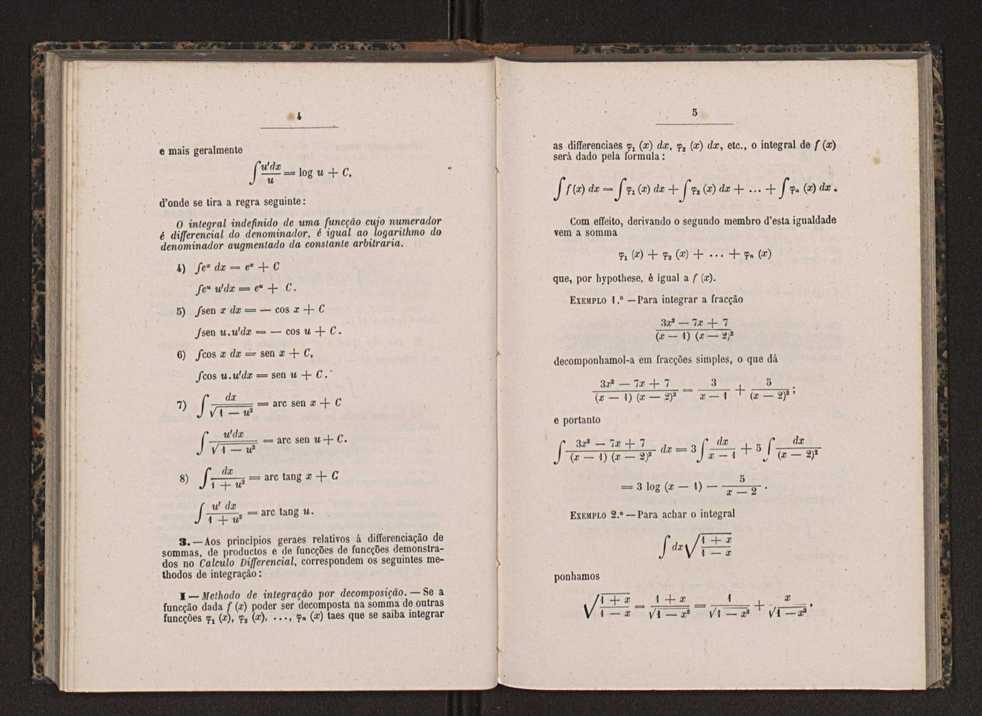 4
e mais geralmente
∫ u'dx / u = log u + C,
d'onde se tira a regra seguinte:
O integral indefinido de uma funcção cujo numerador
é differencial do denominador, é igual ao logarithmo do
denominador augmentado da constante arbitraria.
4) ∫eˣ dx = eˣ + C
∫eᵘ u'dx = eᵘ + C.
5) ∫sen x dx = — cos x + C
∫sen u.u'dx = — cos u + C.
6) ∫cos x dx = sen x + C,
∫cos u.u'dx = sen u + C.
7) ∫ dx / √(1 — u²) = arc sen x + C
∫ u'dx / √(1 — u²) = arc sen u + C.
8) ∫ dx / (1 + u²) = arc tang x + C
∫ u' dx / (1 + u²) = arc tang u.
3. — Aos principios geraes relativos á differenciação de
sommas, de productos e de funcções de funcções demonstra-
dos no Calculo Differencial, correspondem os seguintes me-
thodos de integração:
I — Methodo de integração por decomposição. — Se a
funcção dada f (x) poder ser decomposta na somma de outras
funcções φ₁ (x), φ₂ (x), ..., φₙ (x) taes que se saiba integrar
5
as differenciaes φ₁ (x) dx, φ₂ (x) dx, etc., o integral de f (x)
será dado pela formula:
∫ f (x) dx = ∫ φ₁ (x) dx + ∫ φ₂ (x) dx + ... + ∫ φₙ (x) dx.
Com effeito, derivando o segundo membro d'esta igualdade
vem a somma
φ₁ (x) + φ₂ (x) + ... + φₙ (x)
que, por hypothese, é igual a f (x).
EXEMPLO 1.º — Para integrar a fracção
(3x² — 7x + 7) / ((x — 1) (x — 2)²)
decomponhamol-a em fracções simples, o que dá
(3x² — 7x + 7) / ((x — 1) (x — 2)²) = 3 / (x — 1) + 5 / (x — 2)²;
e portanto
∫ (3x² — 7x + 7) / ((x — 1) (x — 2)²) dx = 3 ∫ dx / (x — 1) + 5 ∫ dx / (x — 2)²
= 3 log (x — 1) — 5 / (x — 2).
EXEMPLO 2.º — Para achar o integral
∫ dx √((1 + x) / (1 — x))
ponhamos
√((1 + x) / (1 — x)) = (1 + x) / √(1 — x²) = 1 / √(1 — x²) + x / √(1 — x²),